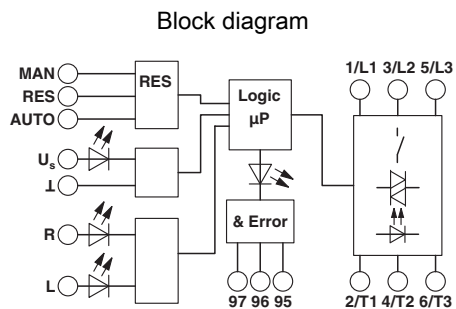 Block diagram
1/L1 3/L2 5/L3
MAN
RES
AUTO
RES
Logic
µP
Us
⊥
R
L
& Error
97 96 95
2/T1 4/T2 6/T3